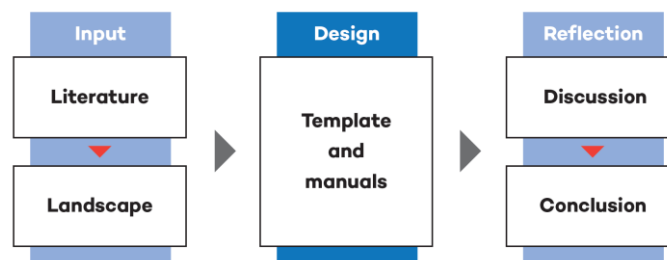 Input
Literature
Landscape
Design
Template
and
manuals
Reflection
Discussion
Conclusion